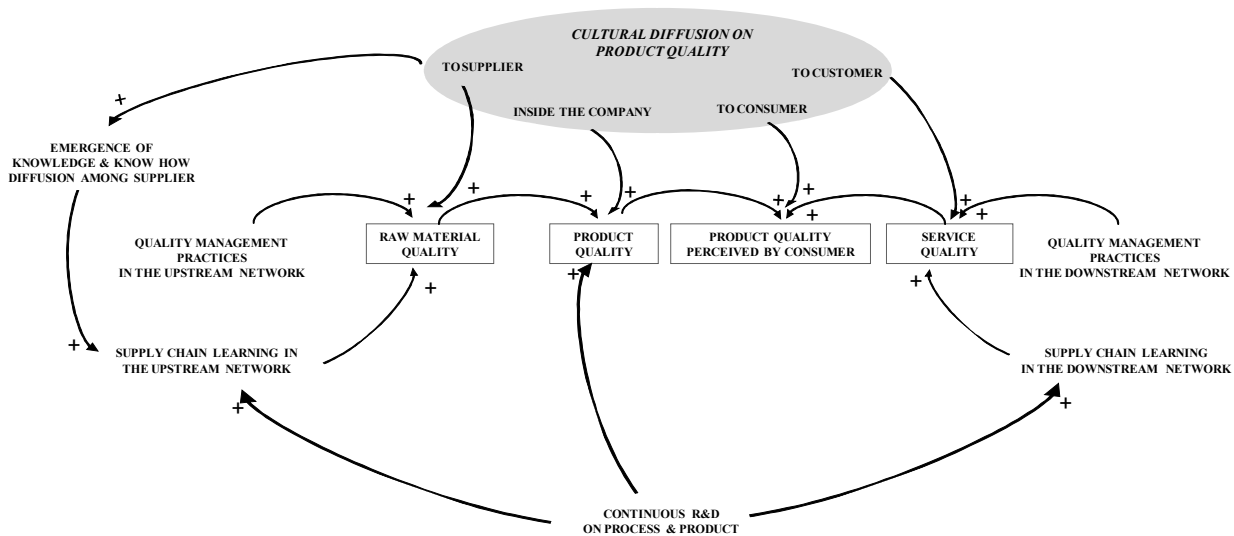 CULTURAL DIFFUSION ON
PRODUCT QUALITY
TO SUPPLIER
TO CUSTOMER
INSIDE THE COMPANY
TO CONSUMER
+
EMERGENCE OF
KNOWLEDGE & KNOW HOW
DIFFUSION AMONG SUPPLIER
+
+
+
+
+
+
+
+
+
QUALITY MANAGEMENT
PRACTICES
IN THE UPSTREAM NETWORK
RAW MATERIAL
QUALITY
PRODUCT
QUALITY
PRODUCT QUALITY
PERCEIVED BY CONSUMER
SERVICE
QUALITY
QUALITY MANAGEMENT
PRACTICES
IN THE DOWNSTREAM NETWORK
+
+
+
+
SUPPLY CHAIN LEARNING IN
THE UPSTREAM NETWORK
SUPPLY CHAIN LEARNING
IN THE DOWNSTREAM NETWORK
+
+
CONTINUOUS R&D
ON PROCESS & PRODUCT